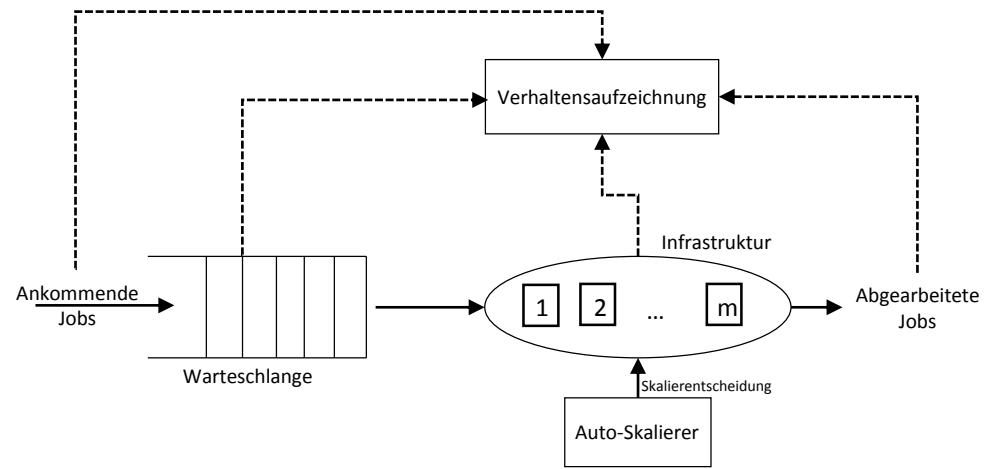 Verhaltensaufzeichnung
Infrastruktur
Ankommende
Jobs
1
2
...
m
Abgearbeitete
Jobs
Warteschlange
Skalierentscheidung
Auto-Skalierer